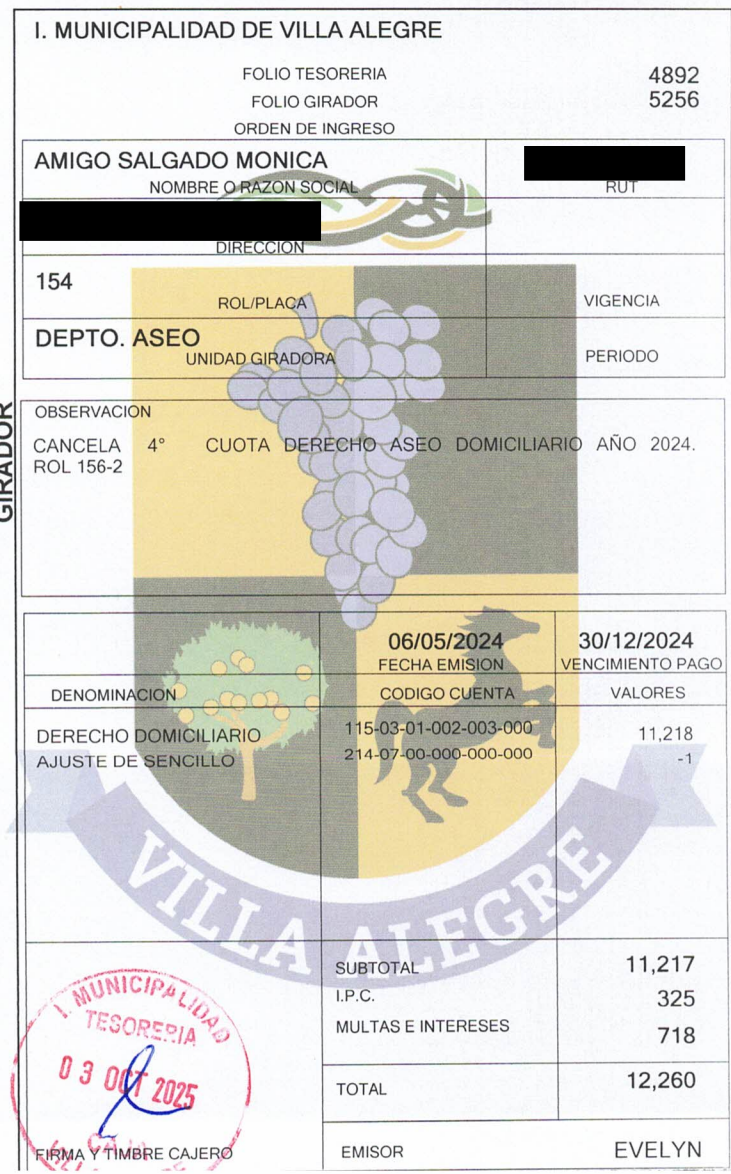 I. MUNICIPALIDAD DE VILLA ALEGRE
FOLIO TESORERIA 4892
FOLIO GIRADOR 5256
ORDEN DE INGRESO
AMIGO SALGADO MONICA
NOMBRE O RAZON SOCIAL RUT
DIRECCION
154
ROL/PLACA VIGENCIA
DEPTO. ASEO
UNIDAD GIRADORA PERIODO
GIRADOR
OBSERVACION
CANCELA 4° CUOTA DERECHO ASEO DOMICILIARIO AÑO 2024.
ROL 156-2
06/05/2024 30/12/2024
FECHA EMISION VENCIMIENTO PAGO
DENOMINACION CODIGO CUENTA VALORES
DERECHO DOMICILIARIO 115-03-01-002-003-000 11,218
AJUSTE DE SENCILLO 214-07-00-000-000-000 -1
VILLA ALEGRE
SUBTOTAL 11,217
I.P.C. 325
MULTAS E INTERESES 718
TOTAL 12,260
I. MUNICIPALIDAD
TESORERIA
03 OCT 2025
CAJA
FIRMA Y TIMBRE CAJERO
EMISOR EVELYN